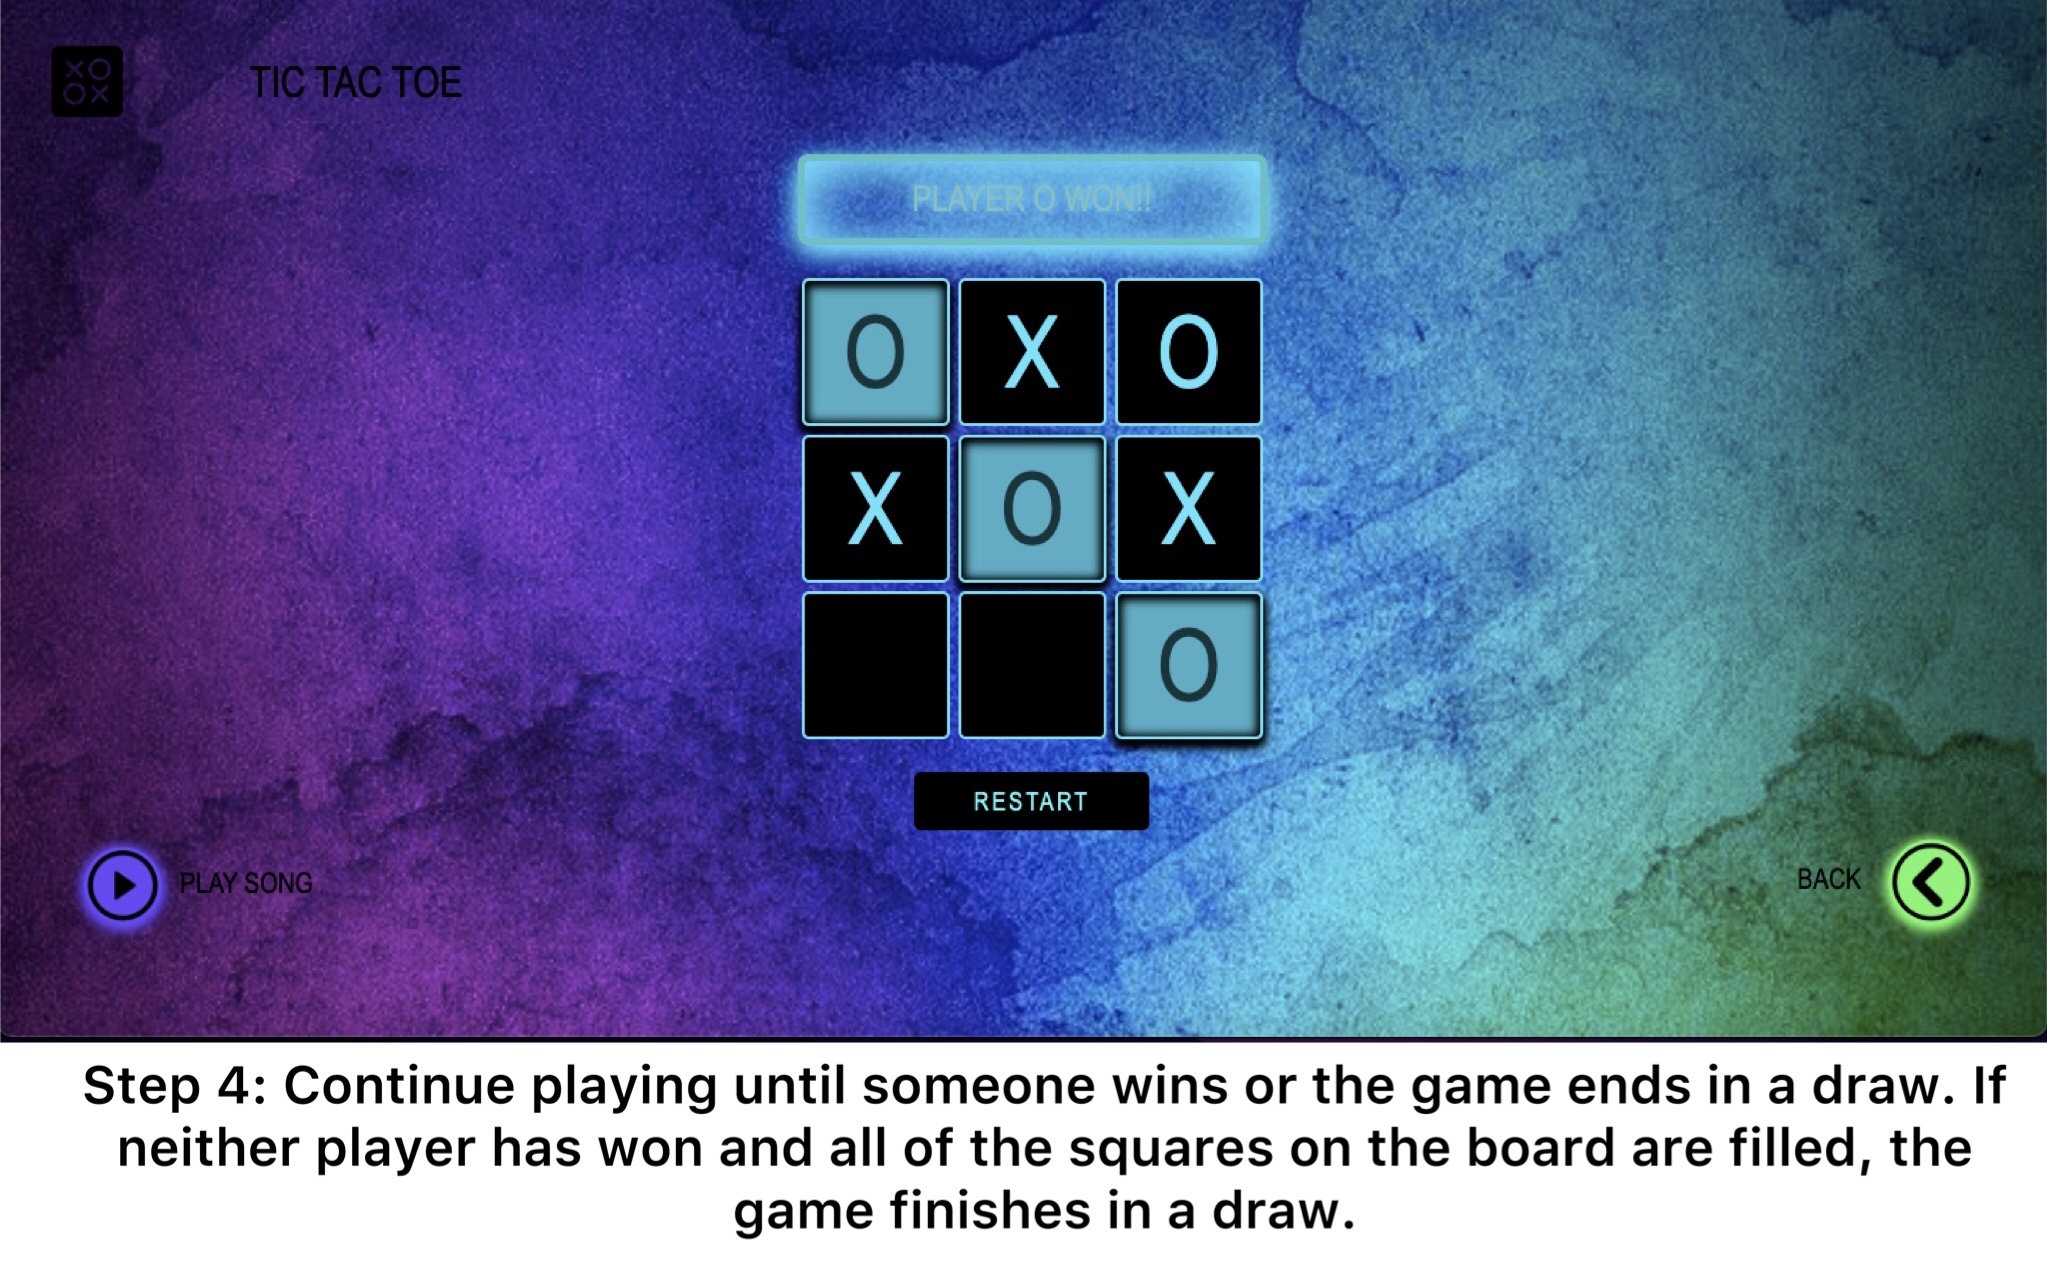 XO
OX
TIC TAC TOE
PLAYER O WON!!
O X O
X O X
O
RESTART
PLAY SONG
BACK
Step 4: Continue playing until someone wins or the game ends in a draw. If
neither player has won and all of the squares on the board are filled, the
game finishes in a draw.